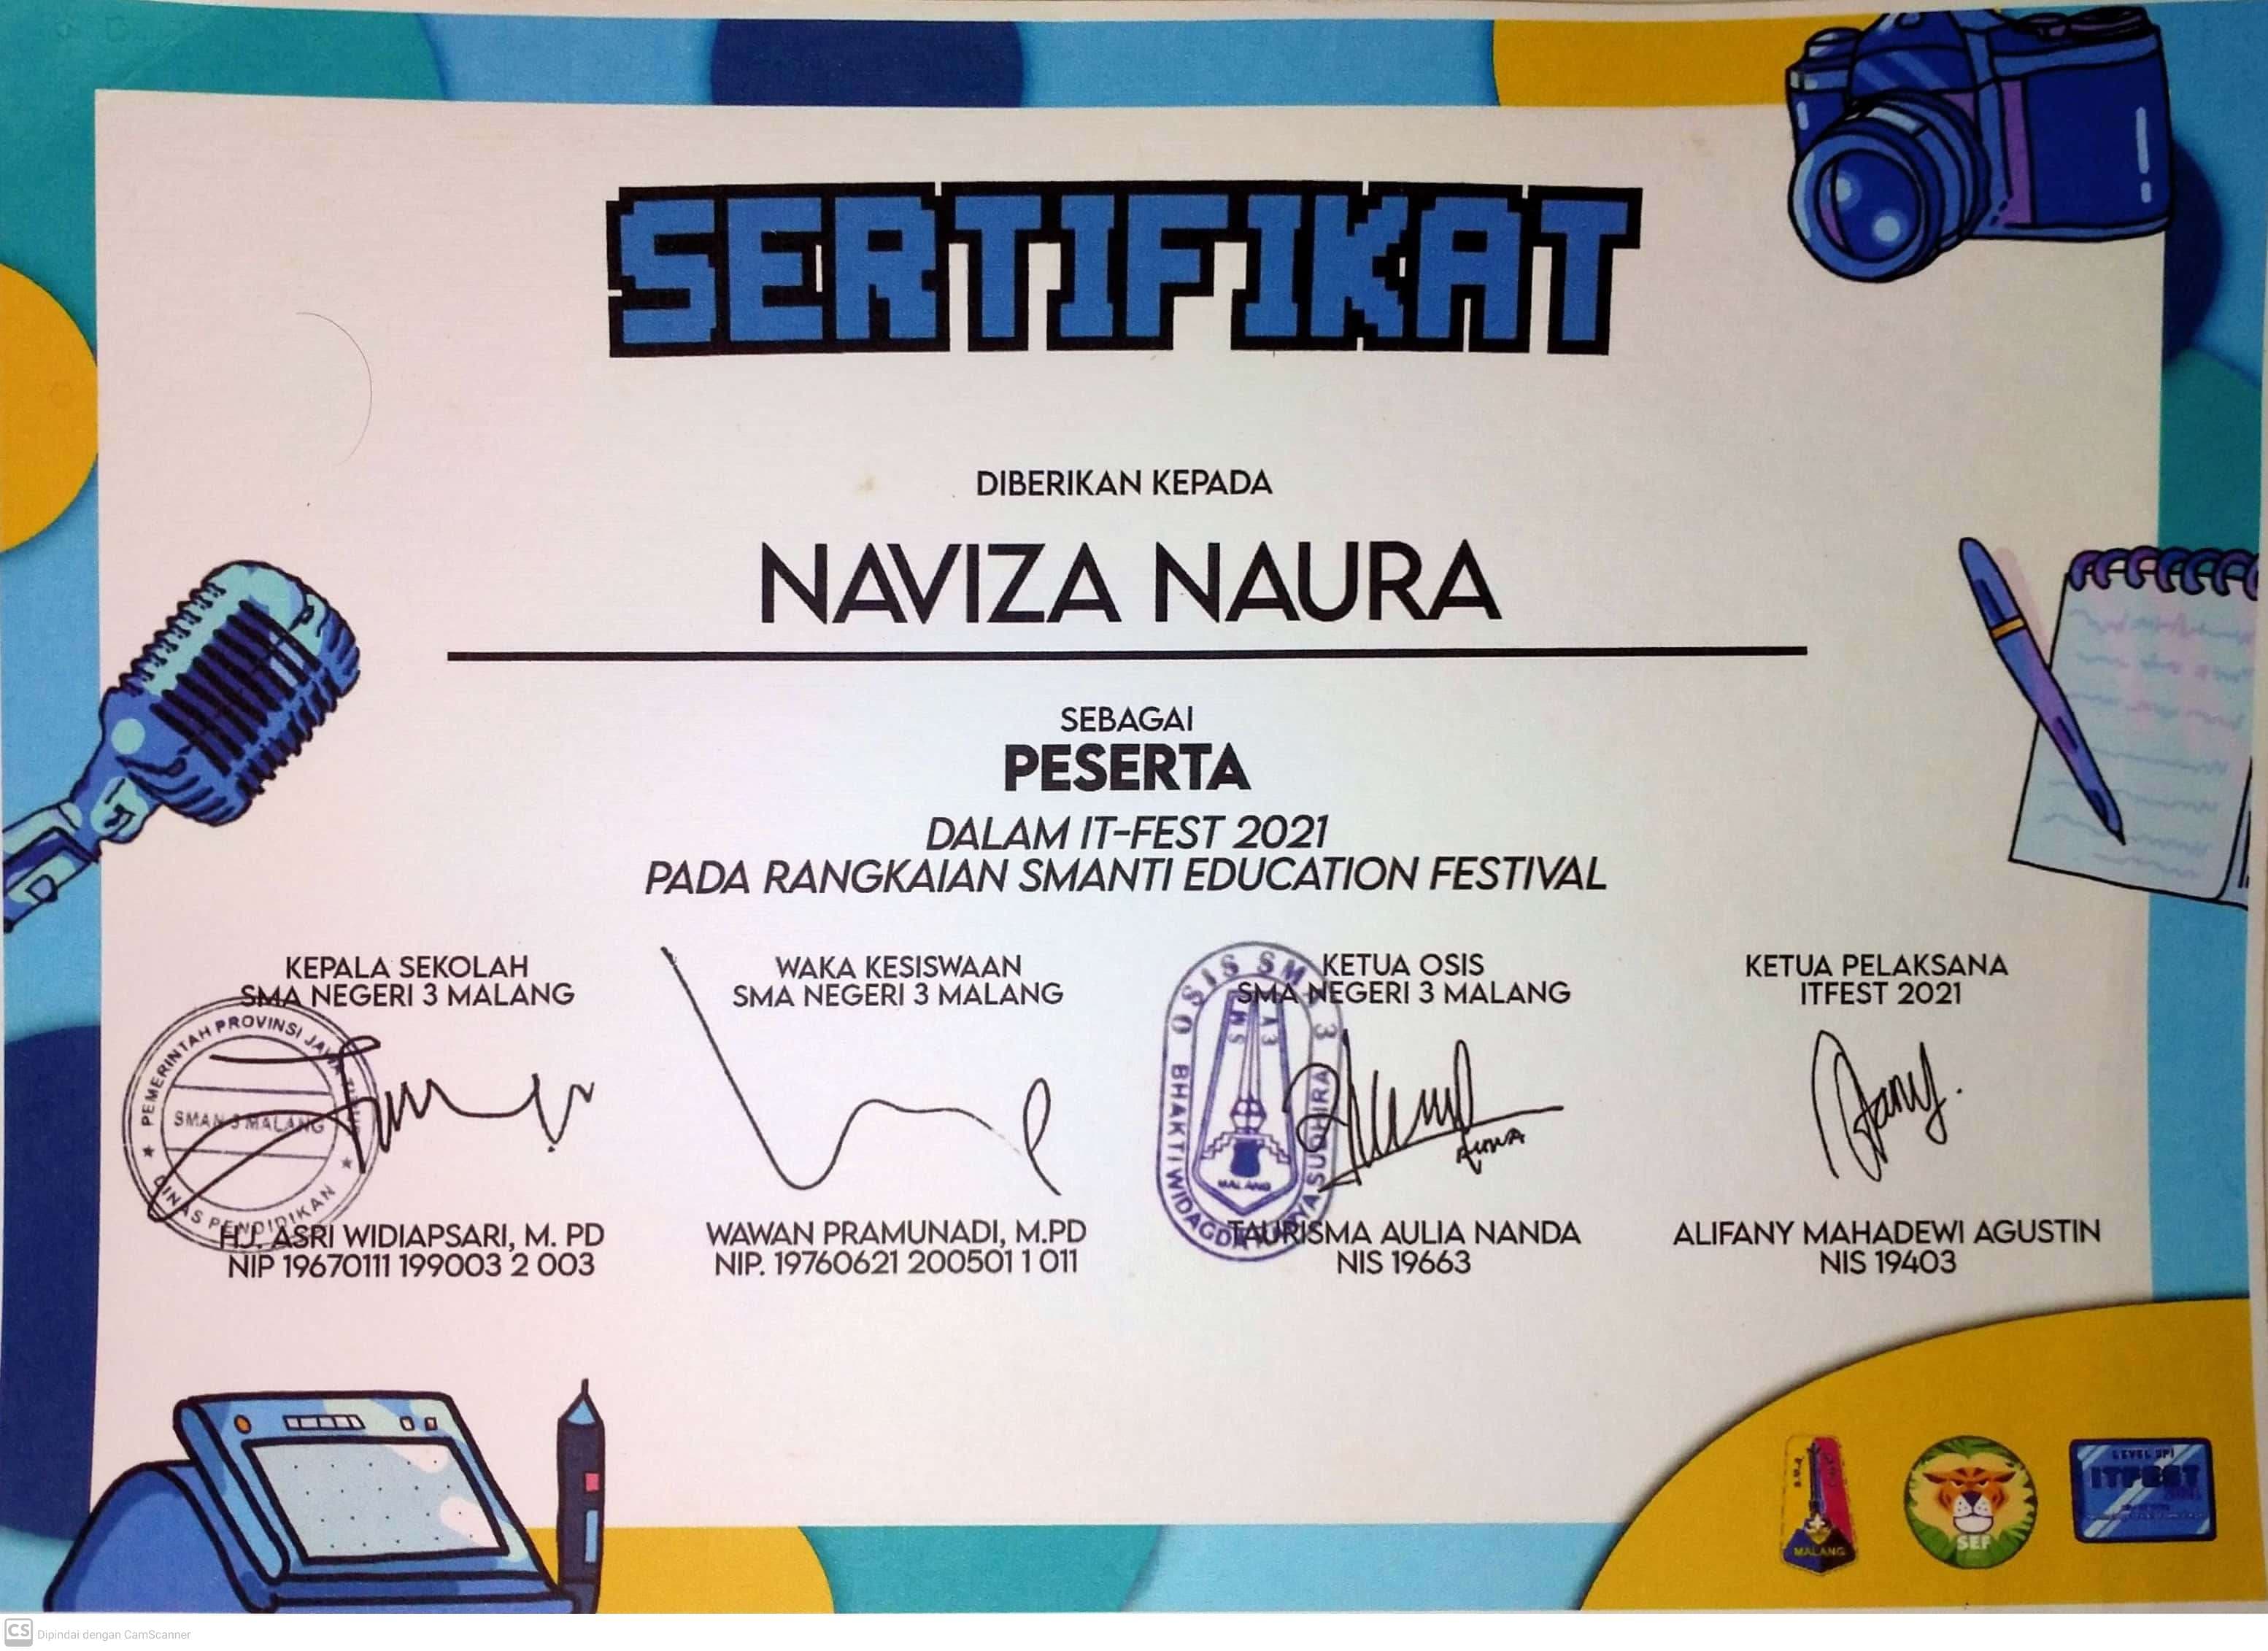 SERTIFIKAT
DIBERIKAN KEPADA
NAVIZA NAURA
SEBAGAI
PESERTA
DALAM IT-FEST 2021
PADA RANGKAIAN SMANTI EDUCATION FESTIVAL
KEPALA SEKOLAH
SMA NEGERI 3 MALANG
PEMERINTAH PROVINSI JAWA TIMUR
SMAN 3 MALANG
DINAS PENDIDIKAN
HJ. ASRI WIDIAPSARI, M. PD
NIP 19670111 199003 2 003
WAKA KESISWAAN
SMA NEGERI 3 MALANG
WAWAN PRAMUNADI, M.PD
NIP. 19760621 200501 1 011
KETUA OSIS
SMA NEGERI 3 MALANG
OSIS SMA 3
SMA 3
MALANG
BHAKTI WIDAGDA SUDHIRA
TAURISMA AULIA NANDA
NIS 19663
KETUA PELAKSANA
ITFEST 2021
ALIFANY MAHADEWI AGUSTIN
NIS 19403
MALANG
SEF
LEVEL UP!
ITFEST
CS Dipindai dengan CamScanner